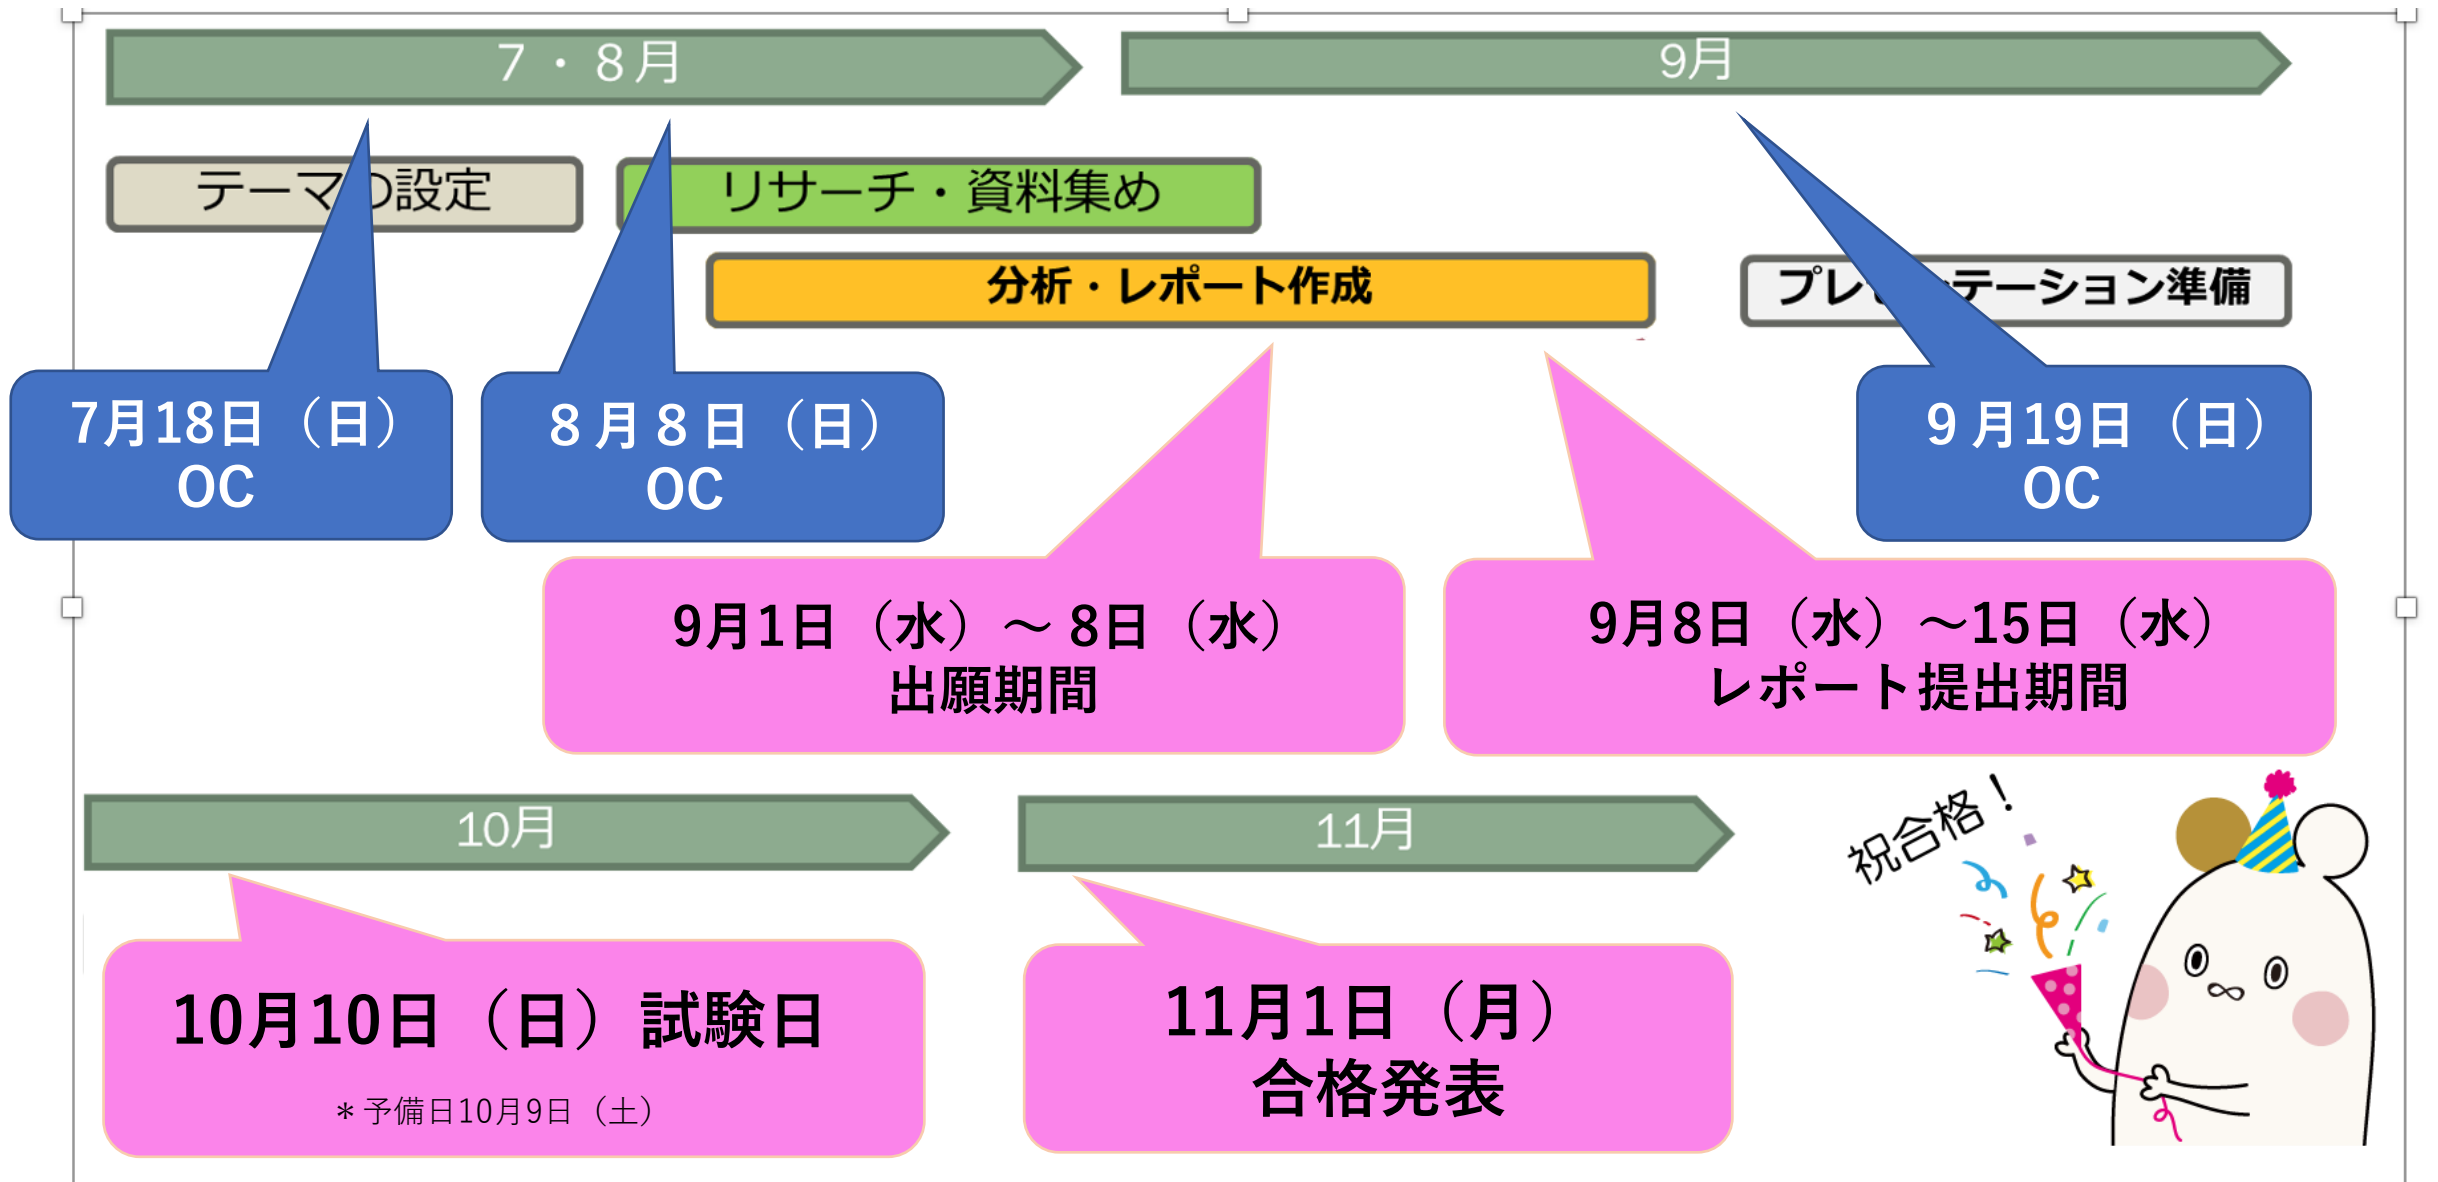 ７・８月
9月
テーマの設定
リサーチ・資料集め
分析・レポート作成
プレ テーション準備
7月18日（日）
OC
８月８日（日）
OC
９月19日（日）
OC
9月1日（水）～ 8日（水）
出願期間
9月8日（水）～15日（水）
レポート提出期間
10月
11月
祝合格！
10月10日（日）試験日
＊予備日10月9日（土）
11月1日（月）
合格発表